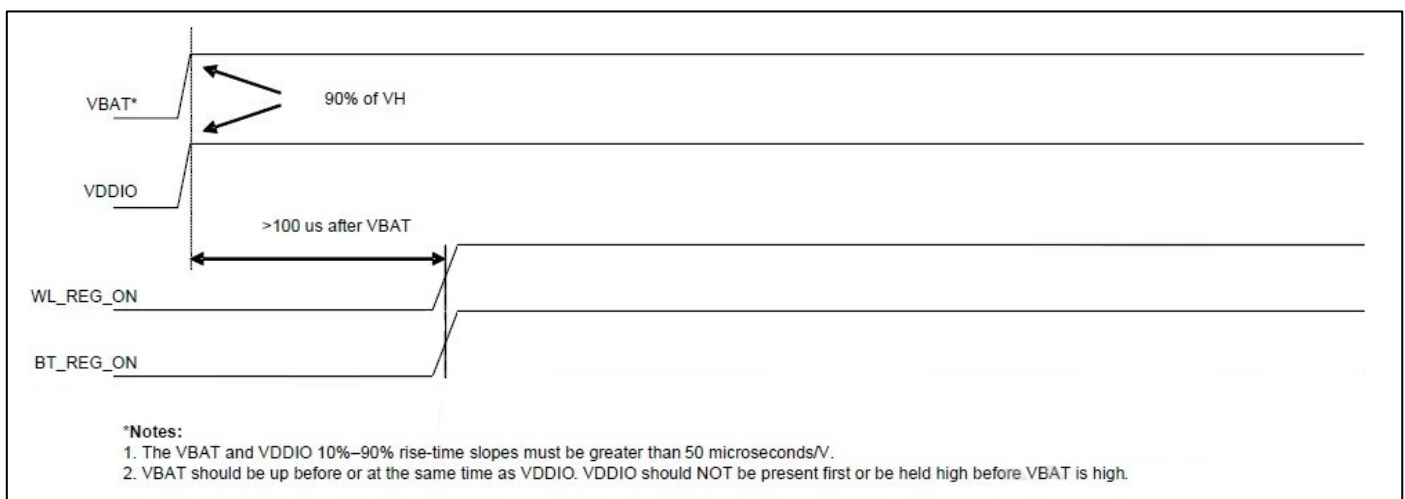 VBAT*
90% of VH
VDDIO
>100 us after VBAT
WL_REG_ON
BT_REG_ON
*Notes:
1. The VBAT and VDDIO 10%–90% rise-time slopes must be greater than 50 microseconds/V.
2. VBAT should be up before or at the same time as VDDIO. VDDIO should NOT be present first or be held high before VBAT is high.